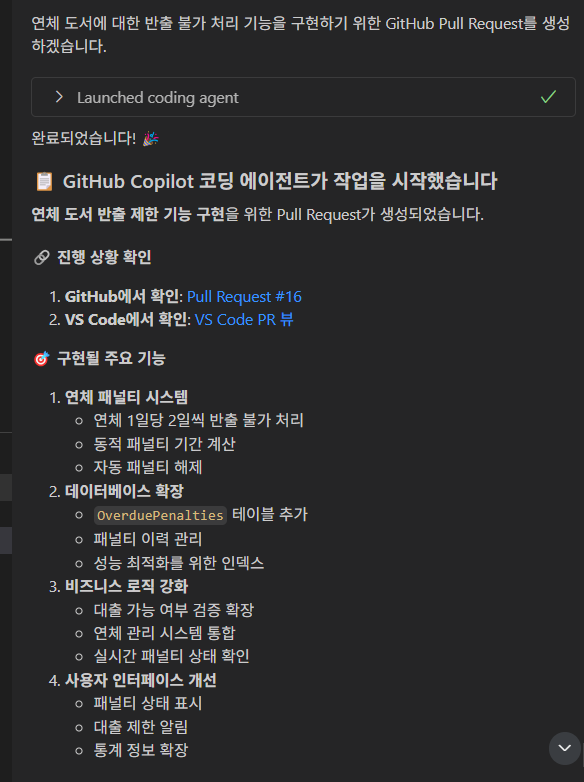 연체 도서에 대한 반출 불가 처리 기능을 구현하기 위한 GitHub Pull Request를 생성
하겠습니다.
Launched coding agent
완료되었습니다! 🎉
📋 GitHub Copilot 코딩 에이전트가 작업을 시작했습니다
연체 도서 반출 제한 기능 구현을 위한 Pull Request가 생성되었습니다.
🔗 진행 상황 확인
1. GitHub에서 확인: Pull Request #16
2. VS Code에서 확인: VS Code PR 뷰
🎯 구현될 주요 기능
1. 연체 패널티 시스템
○ 연체 1일당 2일씩 반출 불가 처리
○ 동적 패널티 기간 계산
○ 자동 패널티 해제
2. 데이터베이스 확장
○ OverduePenalties 테이블 추가
○ 패널티 이력 관리
○ 성능 최적화를 위한 인덱스
3. 비즈니스 로직 강화
○ 대출 가능 여부 검증 확장
○ 연체 관리 시스템 통합
○ 실시간 패널티 상태 확인
4. 사용자 인터페이스 개선
○ 패널티 상태 표시
○ 대출 제한 알림
○ 통계 정보 확장